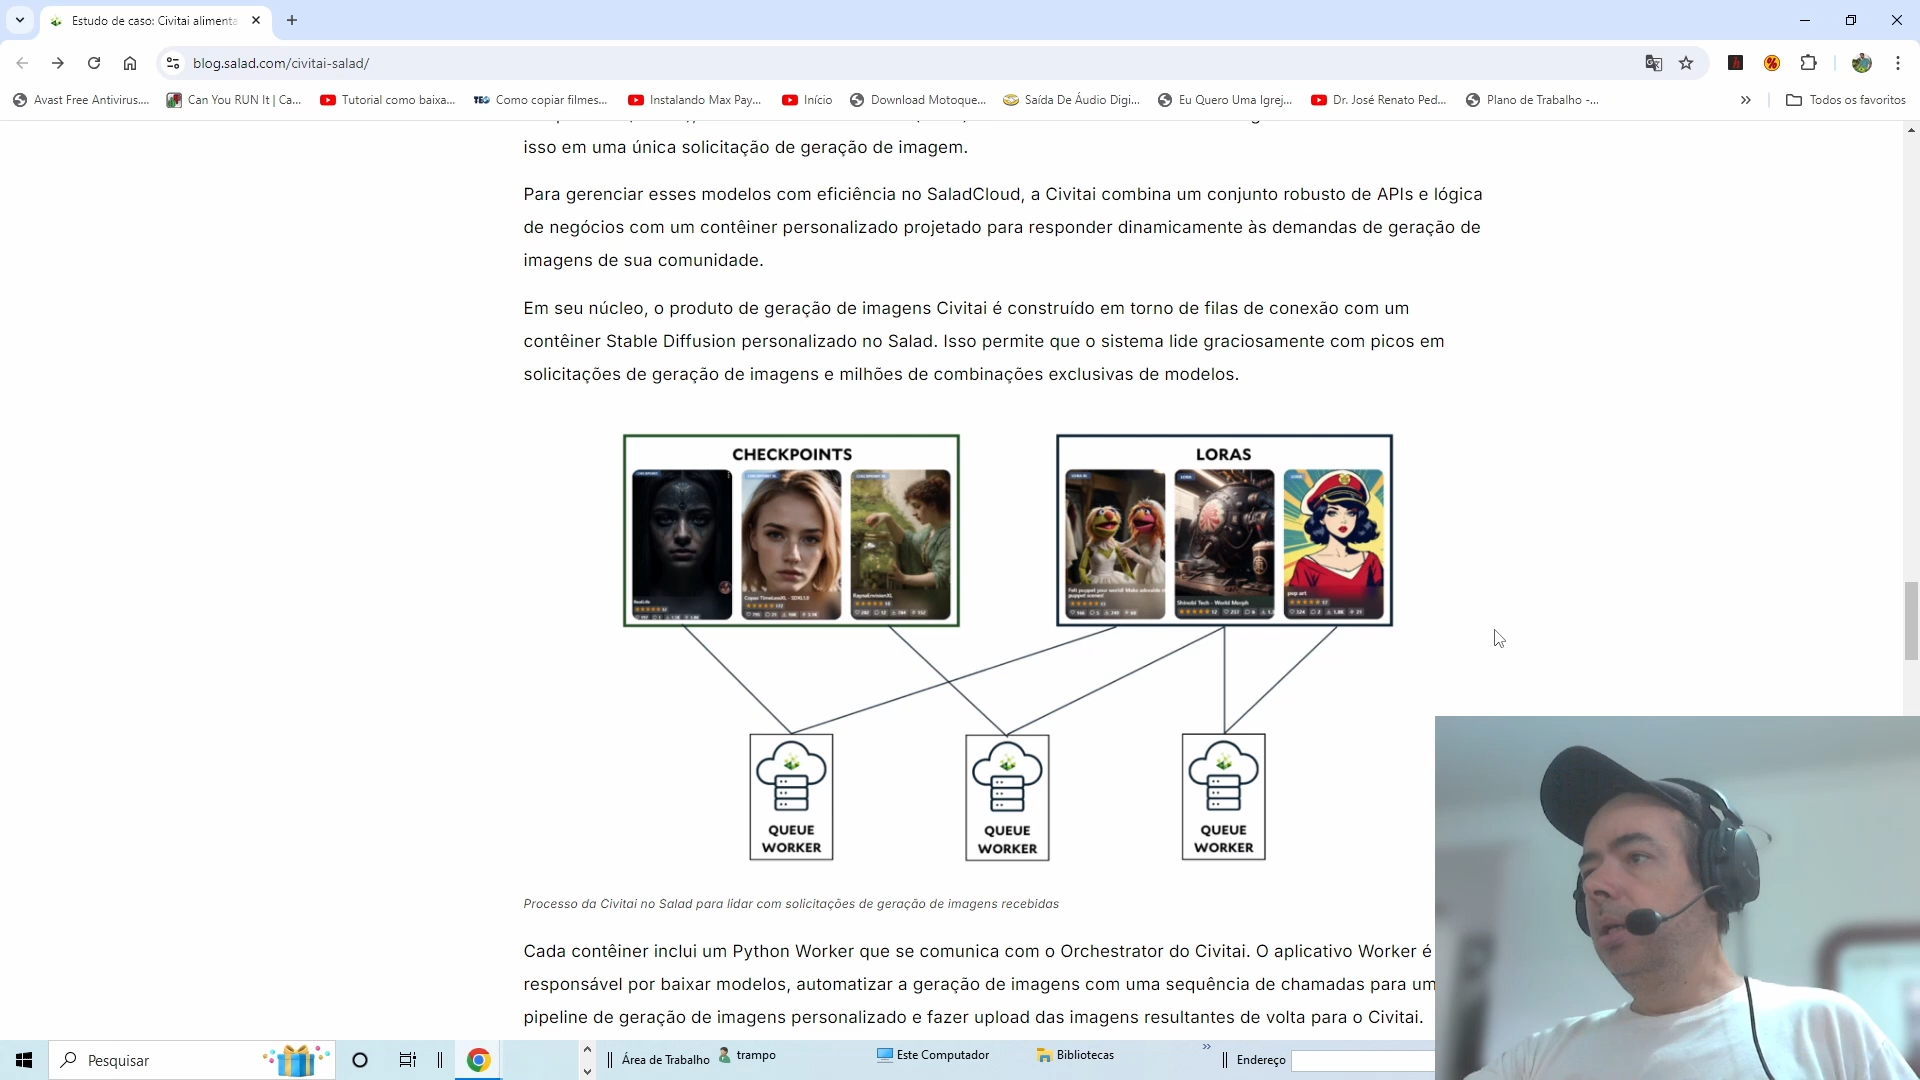 Estudo de caso: Civitai alimenta
blog.salad.com/civitai-salad/
Avast Free Antivirus....
Can You RUN It | Ca...
Tutorial como baixa...
Como copiar filmes...
Instalando Max Pay...
Início
Download Motoque...
Saída De Áudio Digi...
Eu Quero Uma Igrej...
Dr. José Renato Ped...
Plano de Trabalho -...
Todos os favoritos
isso em uma única solicitação de geração de imagem.
Para gerenciar esses modelos com eficiência no SaladCloud, a Civitai combina um conjunto robusto de APIs e lógica
de negócios com um contêiner personalizado projetado para responder dinamicamente às demandas de geração de
imagens de sua comunidade.
Em seu núcleo, o produto de geração de imagens Civitai é construído em torno de filas de conexão com um
contêiner Stable Diffusion personalizado no Salad. Isso permite que o sistema lide graciosamente com picos em
solicitações de geração de imagens e milhões de combinações exclusivas de modelos.
CHECKPOINTS
LORAS
Shinobi Tech - World Morph
pop art
QUEUE
WORKER
QUEUE
WORKER
QUEUE
WORKER
Processo da Civitai no Salad para lidar com solicitações de geração de imagens recebidas
Cada contêiner inclui um Python Worker que se comunica com o Orchestrator do Civitai. O aplicativo Worker é
responsável por baixar modelos, automatizar a geração de imagens com uma sequência de chamadas para um
pipeline de geração de imagens personalizado e fazer upload das imagens resultantes de volta para o Civitai.
Pesquisar
Área de Trabalho
trampo
Este Computador
Bibliotecas
Endereço